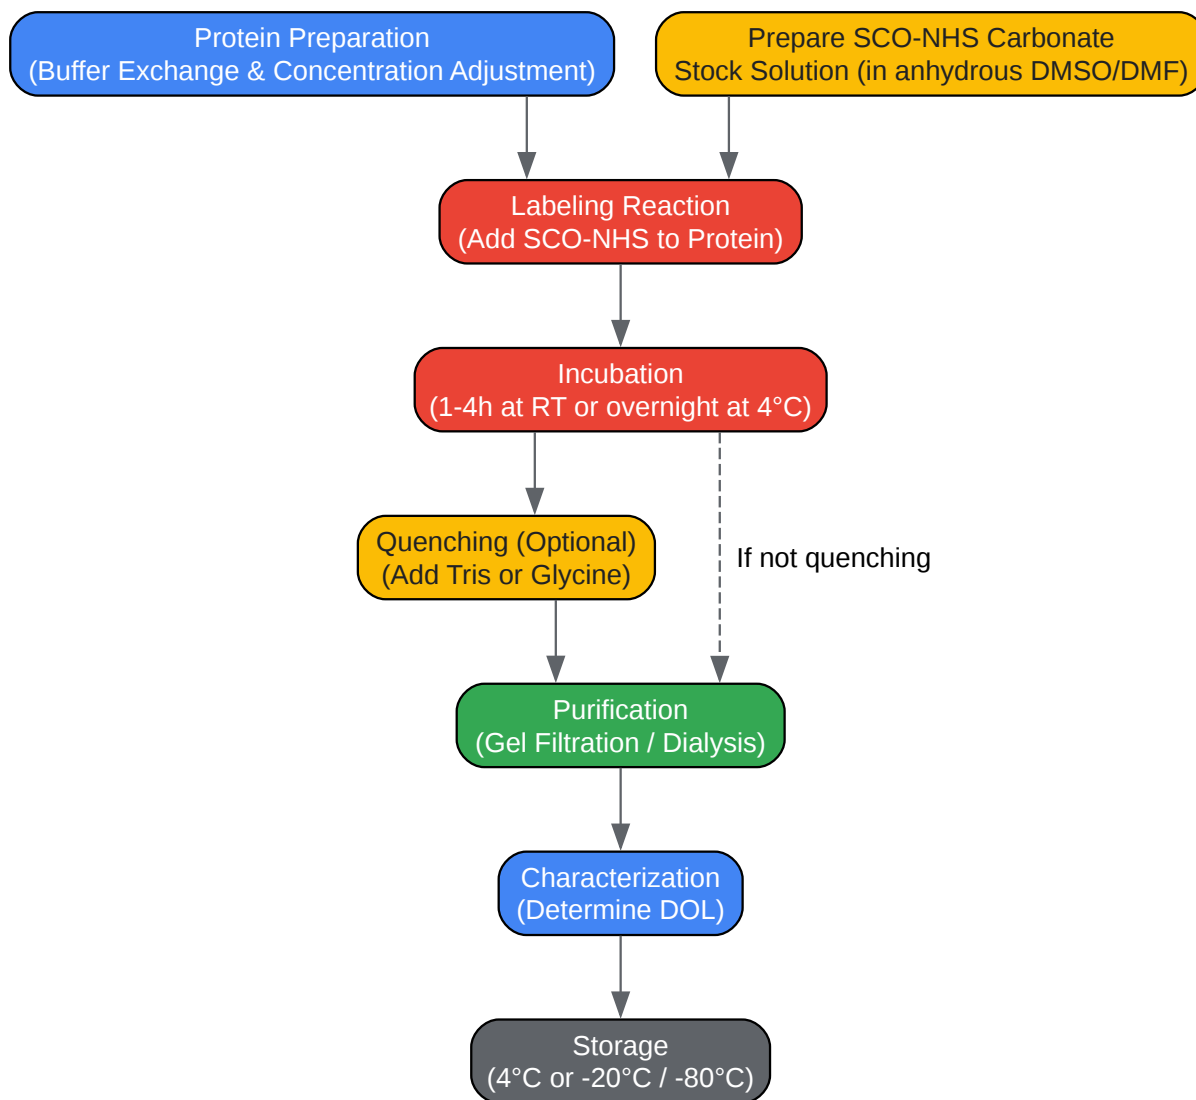 Protein Preparation
(Buffer Exchange & Concentration Adjustment)
Prepare SCO-NHS Carbonate
Stock Solution (in anhydrous DMSO/DMF)
Labeling Reaction
(Add SCO-NHS to Protein)
Incubation
(1-4h at RT or overnight at 4°C)
Quenching (Optional)
(Add Tris or Glycine)
If not quenching
Purification
(Gel Filtration / Dialysis)
Characterization
(Determine DOL)
Storage
(4°C or -20°C / -80°C)